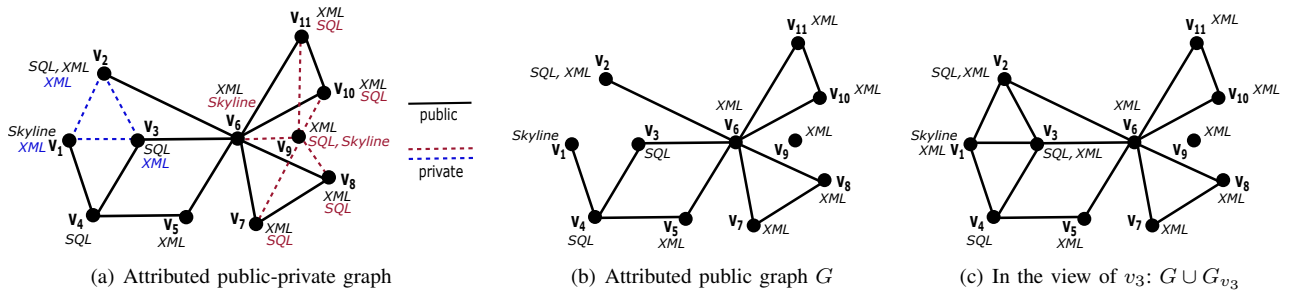 v11 XML
SQL
v2
SQL, XML
XML
XML
Skyline
v6
v10 XML
SQL
public
Skyline
XML
v1
v3
SQL
XML
XML
SQL, Skyline
v9
private
v8
XML
SQL
v4
SQL
v5
XML
v7 XML
SQL
(a) Attributed public-private graph
v11 XML
v2
SQL, XML
v10 XML
XML
v6
Skyline
v1
v3
SQL
XML
v9
v8
XML
v4
SQL
v5
XML
v7 XML
(b) Attributed public graph G
v11 XML
v2
SQL,XML
v10 XML
XML
v6
Skyline
XML
v1
v3
SQL, XML
XML
v9
v8
XML
v4
SQL
v5
XML
v7 XML
(c) In the view of v3: G ∪ Gv3